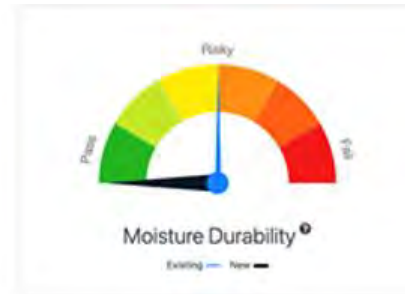 Risky
Pass
Fail
Moisture Durability ?
Existing
New